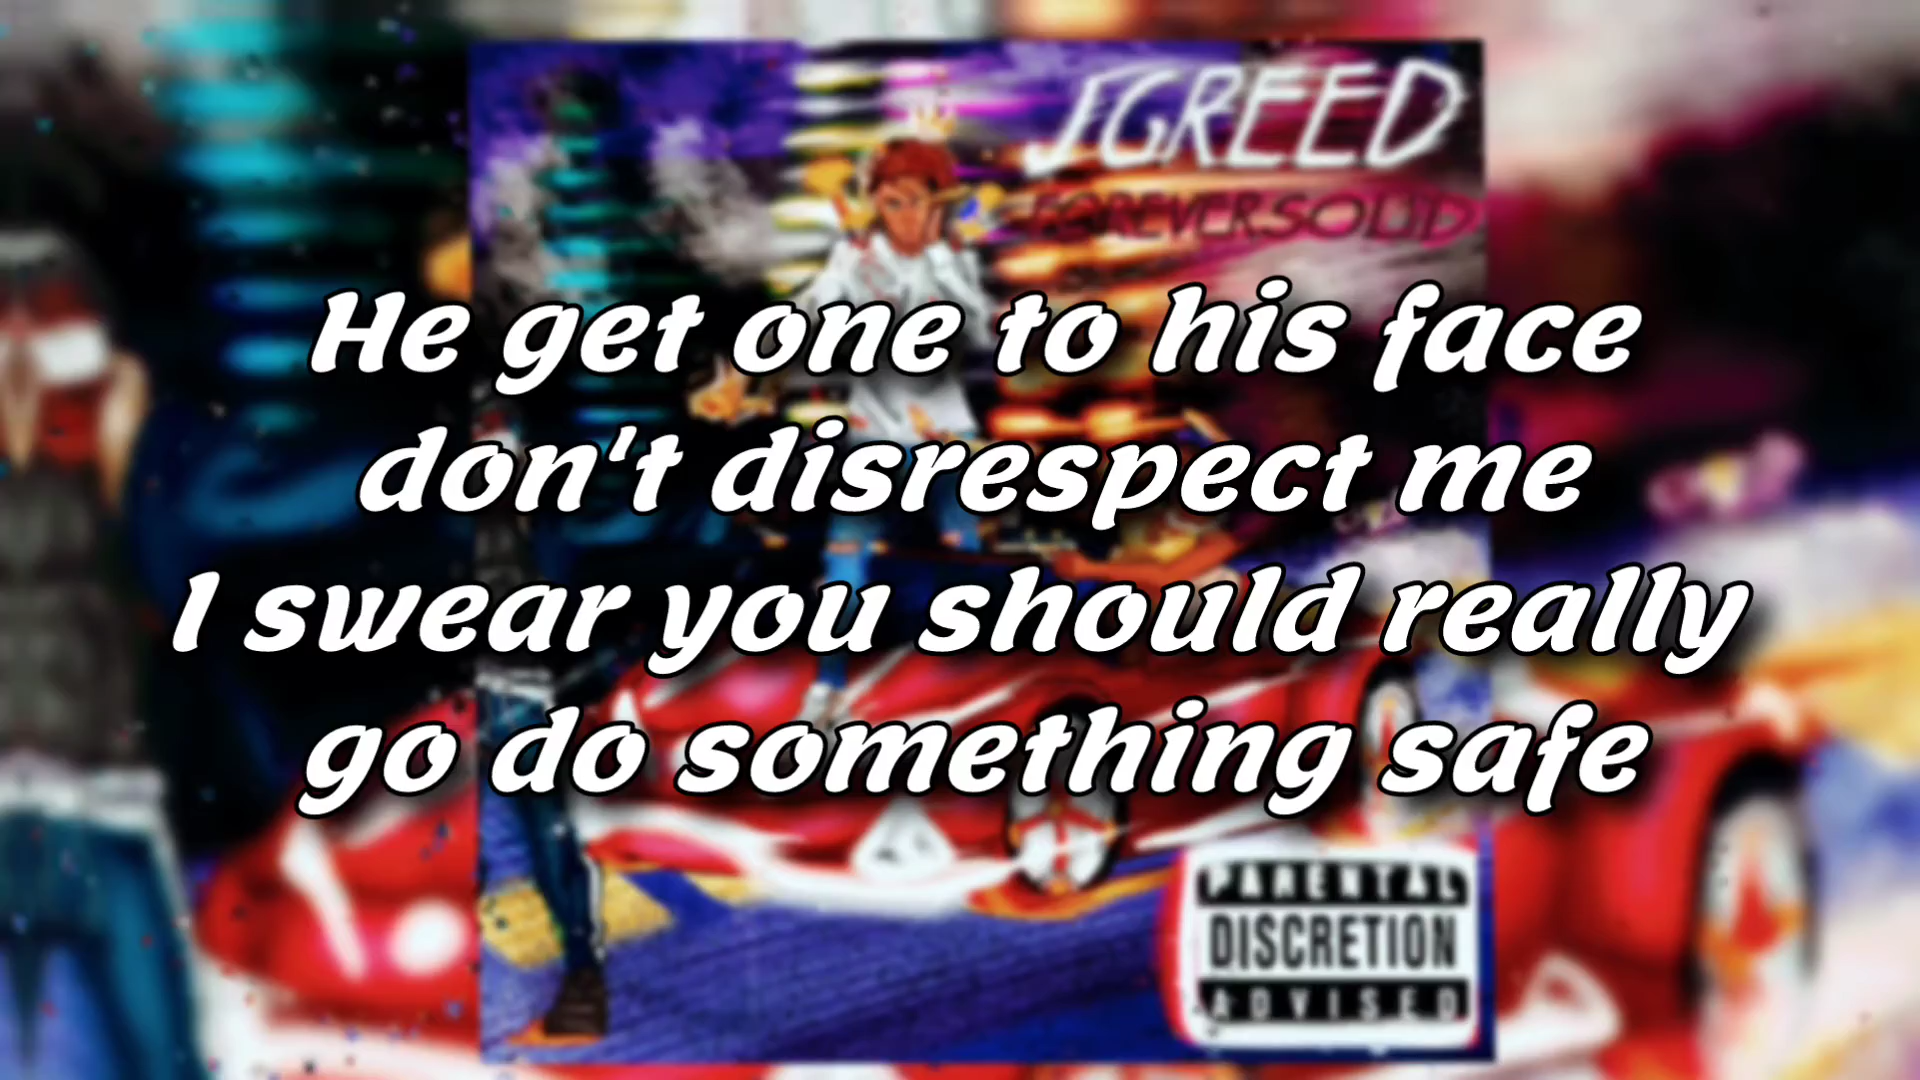 JGREED
FOREVERSOLID
He get one to his face
don't disrespect me
I swear you should really
go do something safe
PARENTAL
DISCRETION
ADVISED